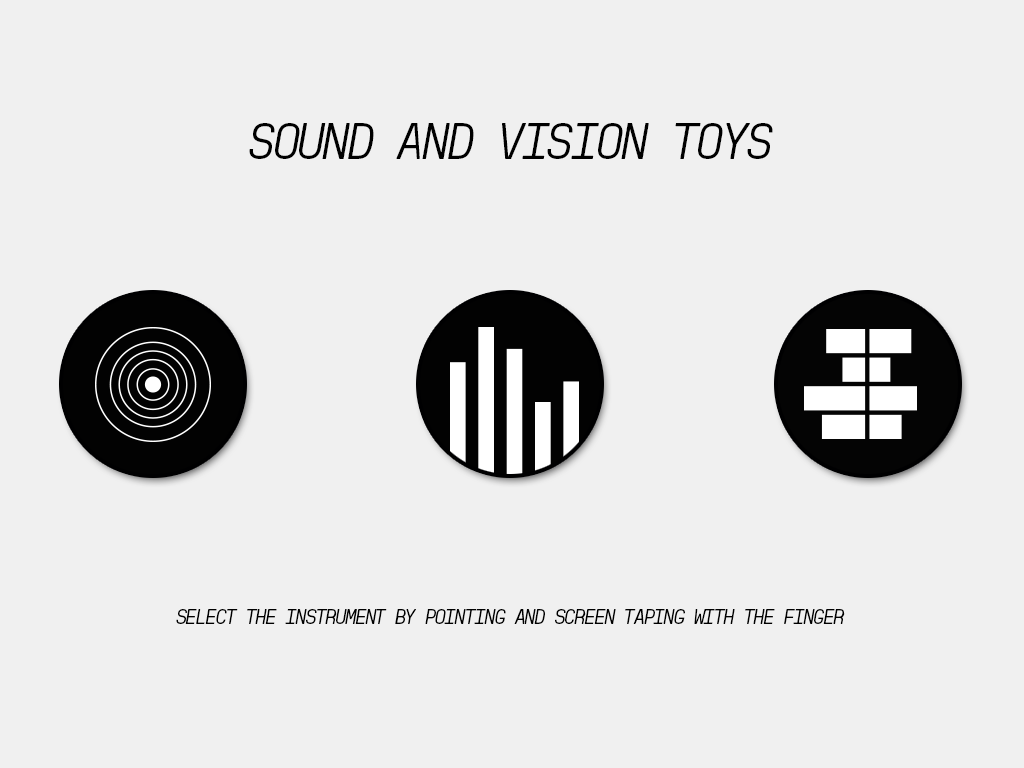 SOUND AND VISION TOYS
SELECT THE INSTRUMENT BY POINTING AND SCREEN TAPING WITH THE FINGER